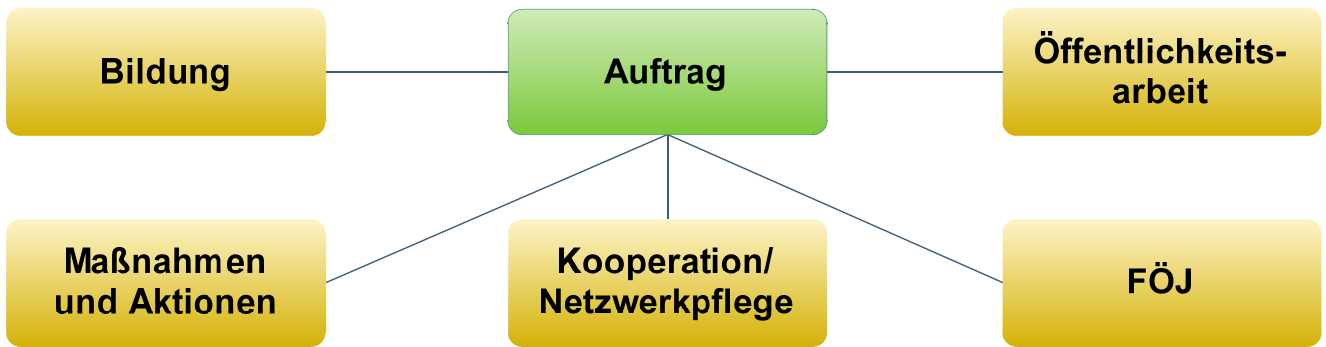 Bildung
Auftrag
Öffentlichkeits-
arbeit
Maßnahmen
und Aktionen
Kooperation/
Netzwerkpflege
FÖJ